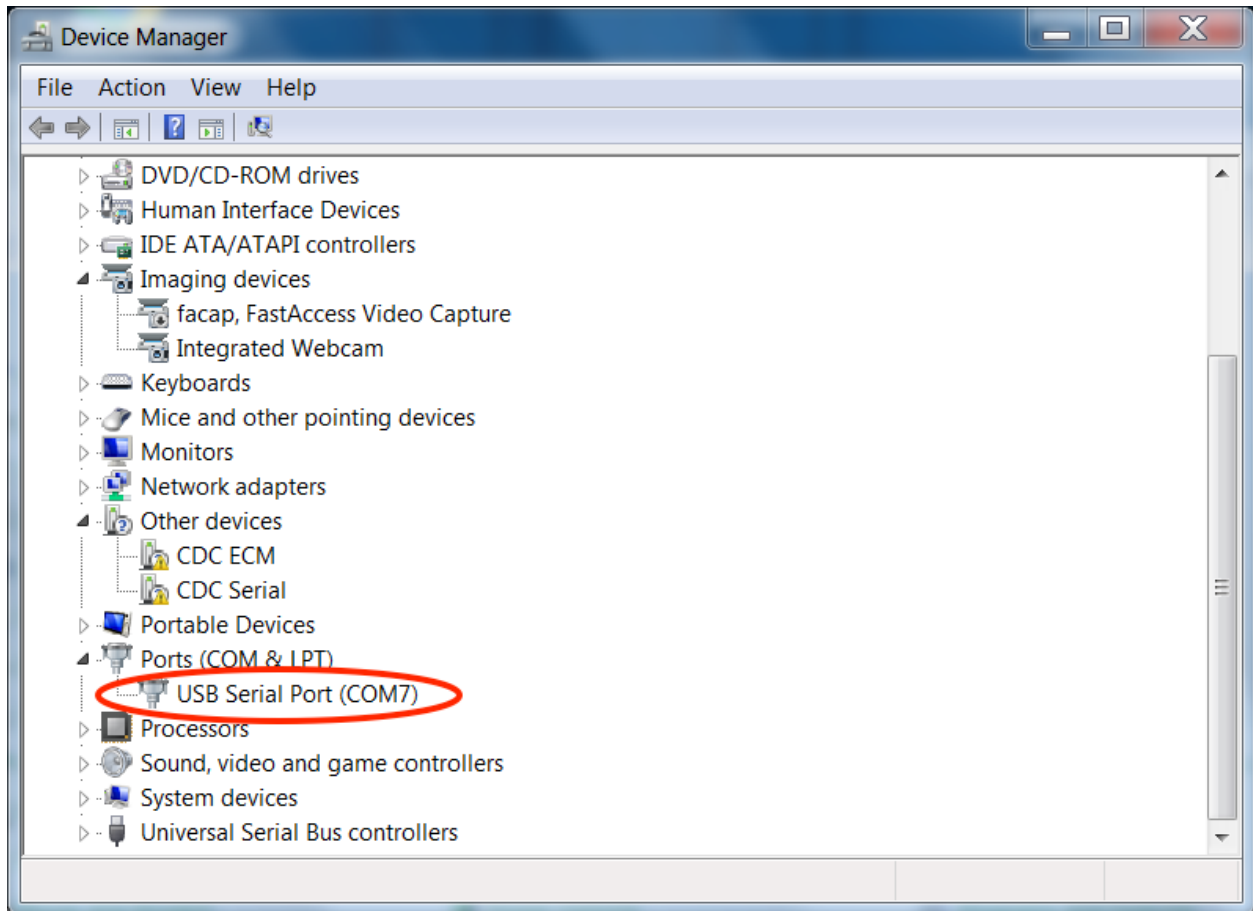 Device Manager
File Action View Help
DVD/CD-ROM drives
Human Interface Devices
IDE ATA/ATAPI controllers
Imaging devices
facap, FastAccess Video Capture
Integrated Webcam
Keyboards
Mice and other pointing devices
Monitors
Network adapters
Other devices
CDC ECM
CDC Serial
Portable Devices
Ports (COM & LPT)
USB Serial Port (COM7)
Processors
Sound, video and game controllers
System devices
Universal Serial Bus controllers